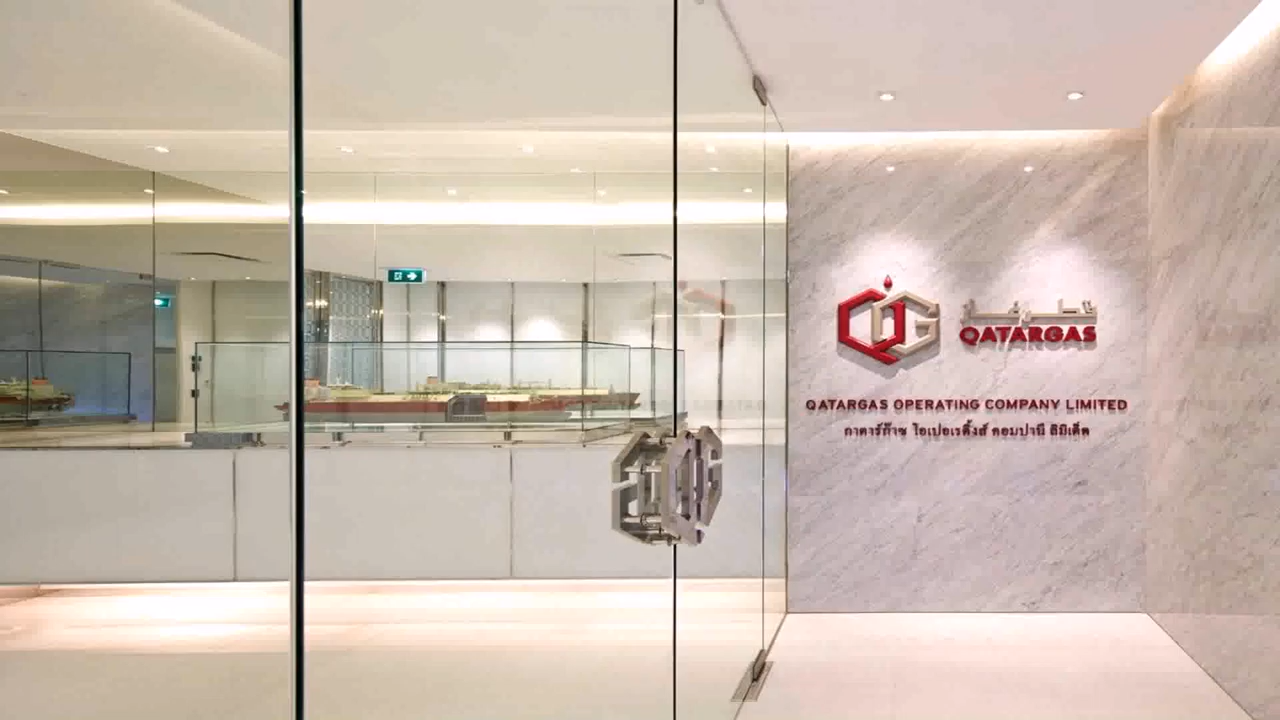 QG
قطر غاز
QATARGAS
QATARGAS OPERATING COMPANY LIMITED
กาตาร์ก๊าซ โอเปอเรติ้งส์ คอมปานี ลิมิเต็ด